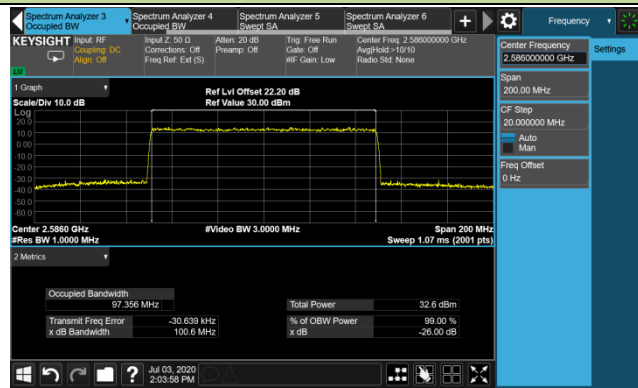 Spectrum Analyzer 3
Occupied BW
Spectrum Analyzer 4
Occupied BW
Spectrum Analyzer 5
Swept SA
Spectrum Analyzer 6
Swept SA
Frequency
KEYSIGHT
Input: RF
Coupling: DC
Align: Off
Input Z: 50 Ω
Corrections: Off
Freq Ref: Ext (S)
Atten: 20 dB
Preamp: Off
Trig: Free Run
Gate: Off
#IF Gain: Low
Center Freq: 2.586000000 GHz
Avg|Hold:>10/10
Radio Std: None
Center Frequency
2.586000000 GHz
Settings
Span
200.00 MHz
CF Step
20.000000 MHz
Auto
Man
Freq Offset
0 Hz
1 Graph
Scale/Div 10.0 dB
Ref Lvl Offset 22.20 dB
Ref Value 30.00 dBm
Log
20.0
10.0
0.00
-10.0
-20.0
-30.0
-40.0
-50.0
-60.0
Center 2.5860 GHz
#Res BW 1.0000 MHz
#Video BW 3.0000 MHz
Span 200 MHz
Sweep 1.07 ms (2001 pts)
2 Metrics
Occupied Bandwidth
97.356 MHz
Total Power 32.6 dBm
Transmit Freq Error -30.639 kHz
% of OBW Power 99.00 %
x dB Bandwidth 100.6 MHz
x dB -26.00 dB
Jul 03, 2020
2:03:58 PM